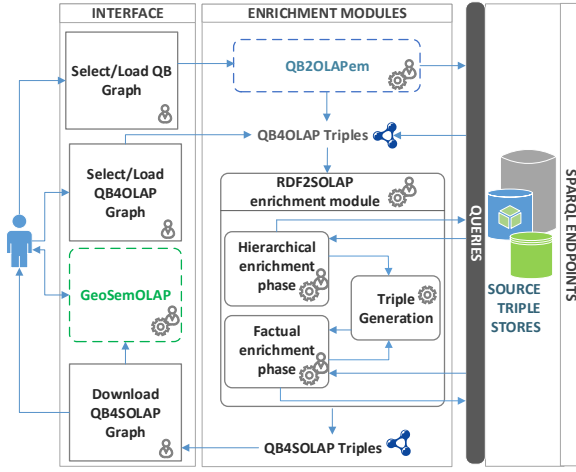 INTERFACE
ENRICHMENT MODULES
Select/Load QB
Graph
QB2OLAPem
QB4OLAP Triples
Select/Load
QB4OLAP
Graph
RDF2SOLAP
enrichment module
Hierarchical
enrichment
phase
Triple
Generation
Factual
enrichment
phase
GeoSemOLAP
Download
QB4SOLAP
Graph
QB4SOLAP Triples
QUERIES
SOURCE
TRIPLE
STORES
SPARQL ENDPOINTS